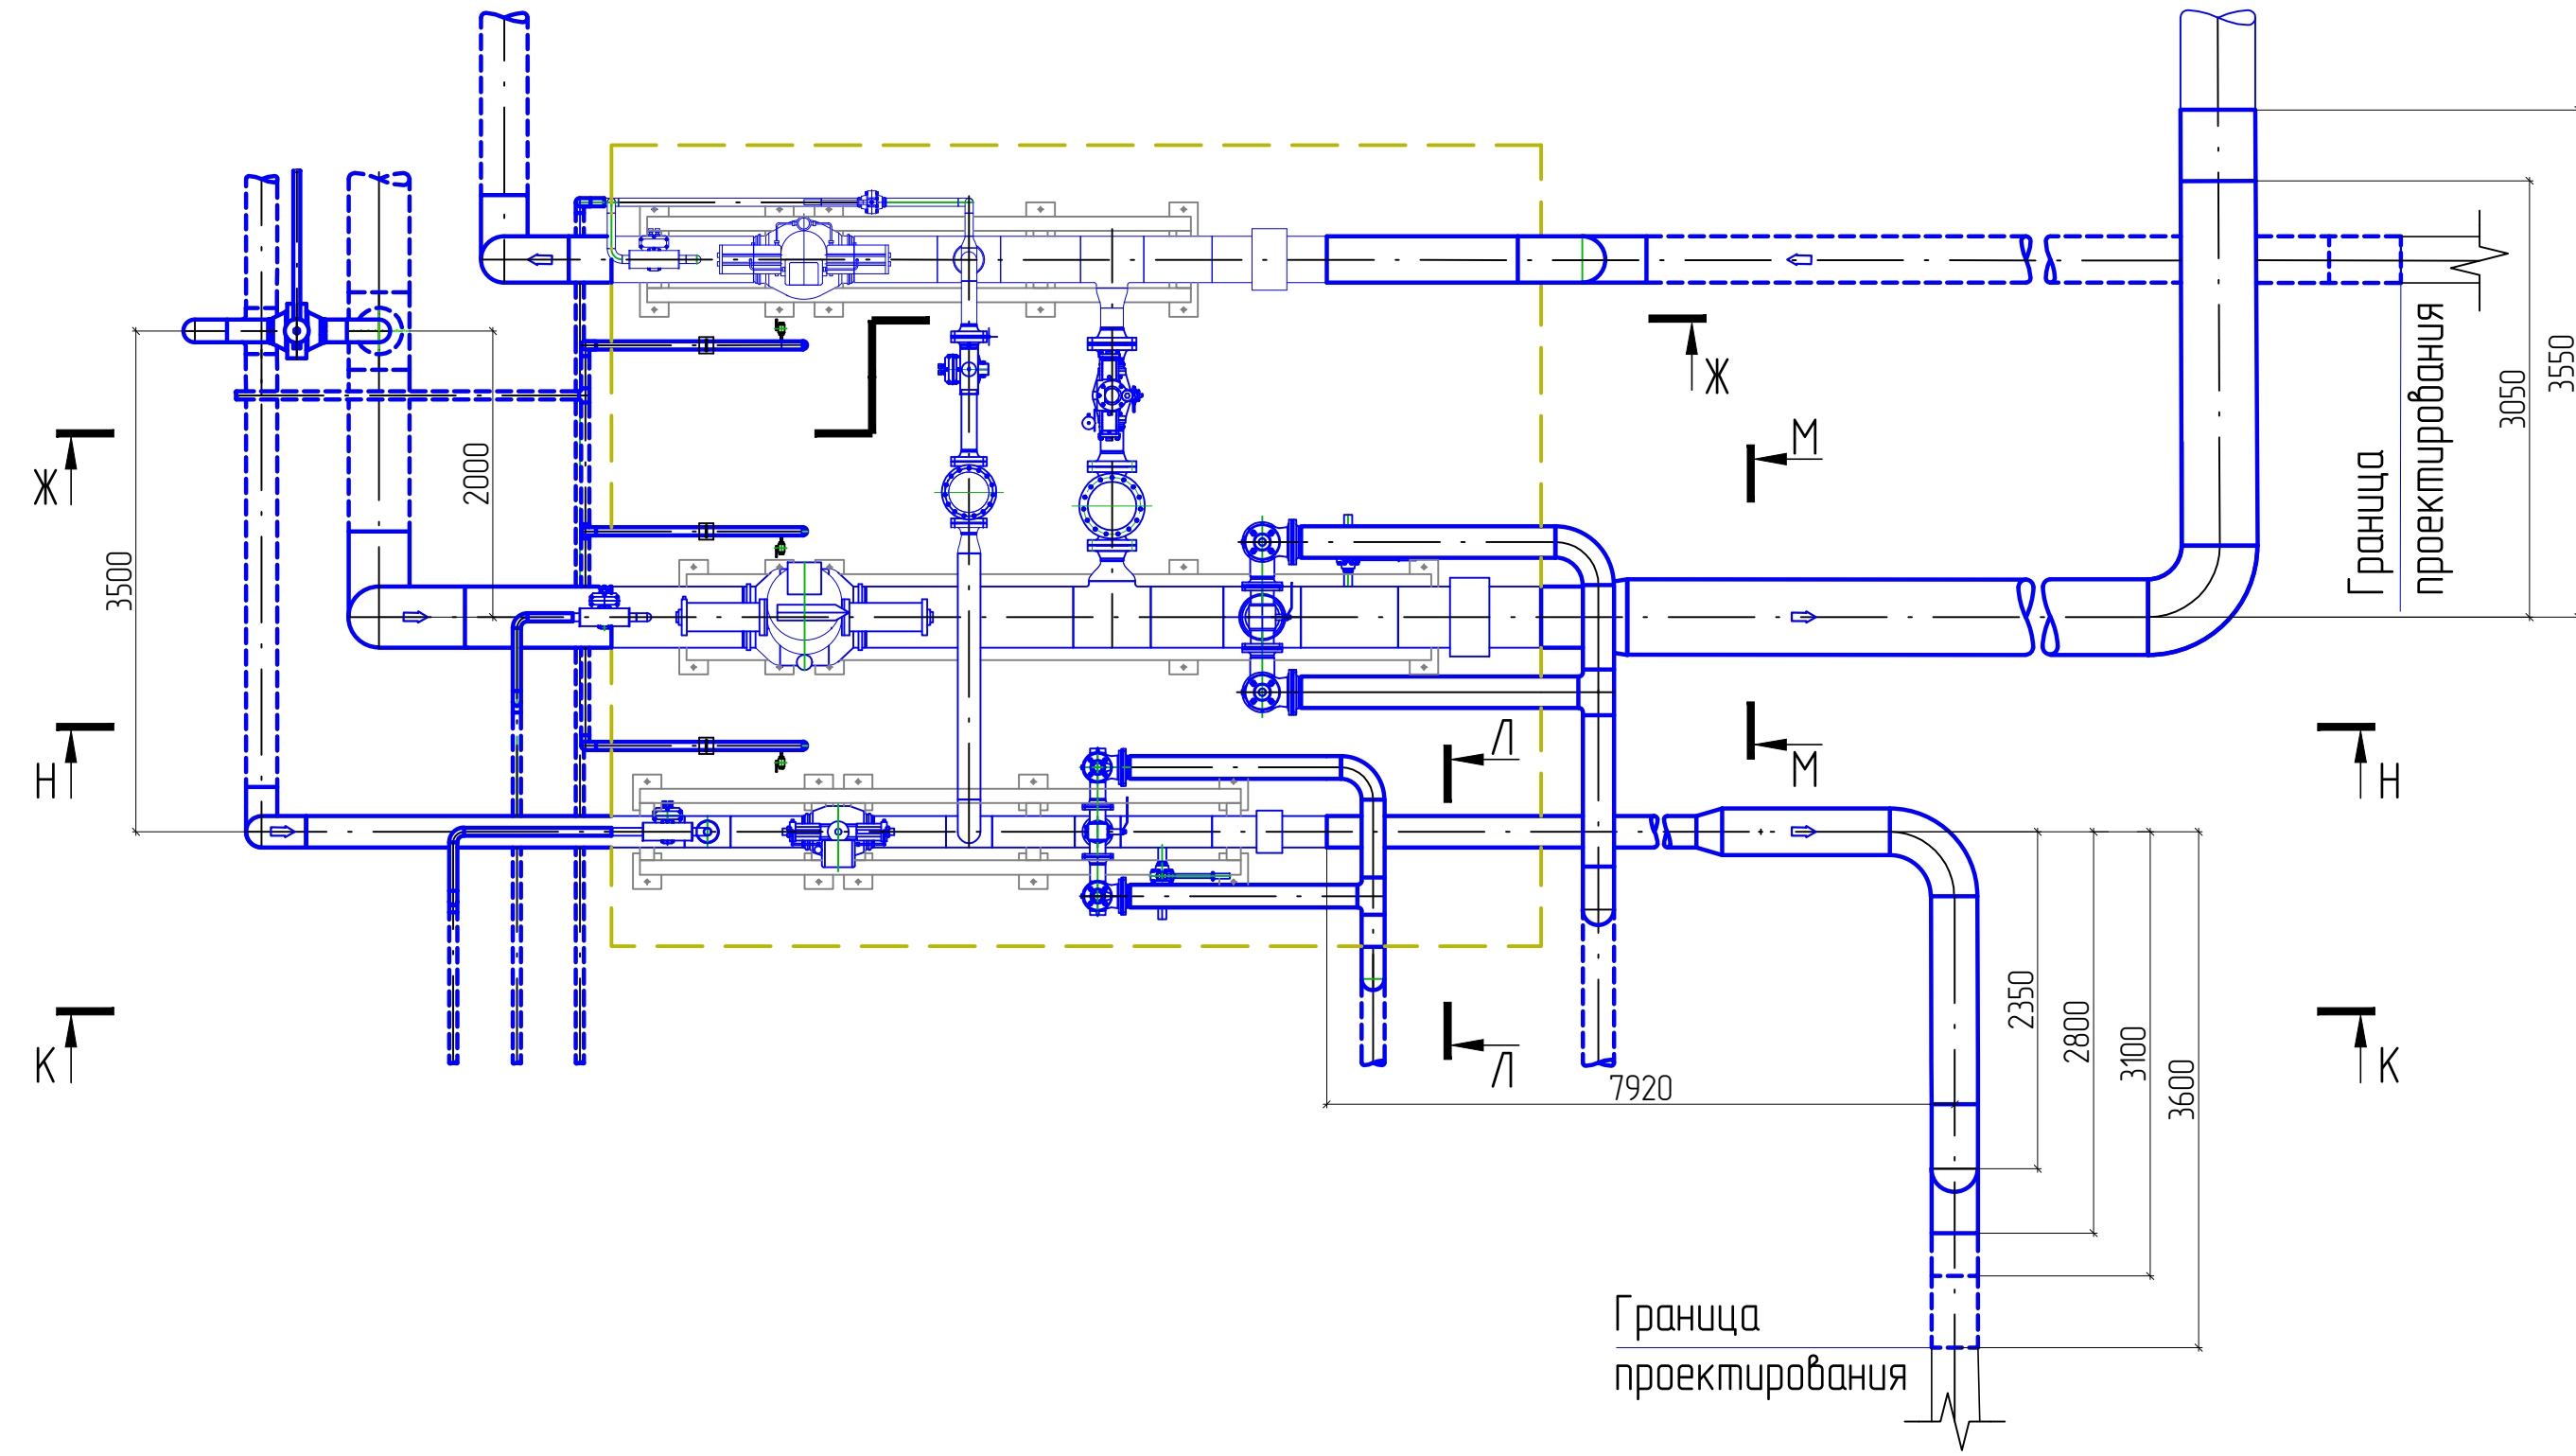 3550
3050
Граница
проектирования
Ж
М
Ж
2000
3500
Л
М
Н
Н
2350
2800
3100
3600
К
Л
К
7920
Граница
проектирования